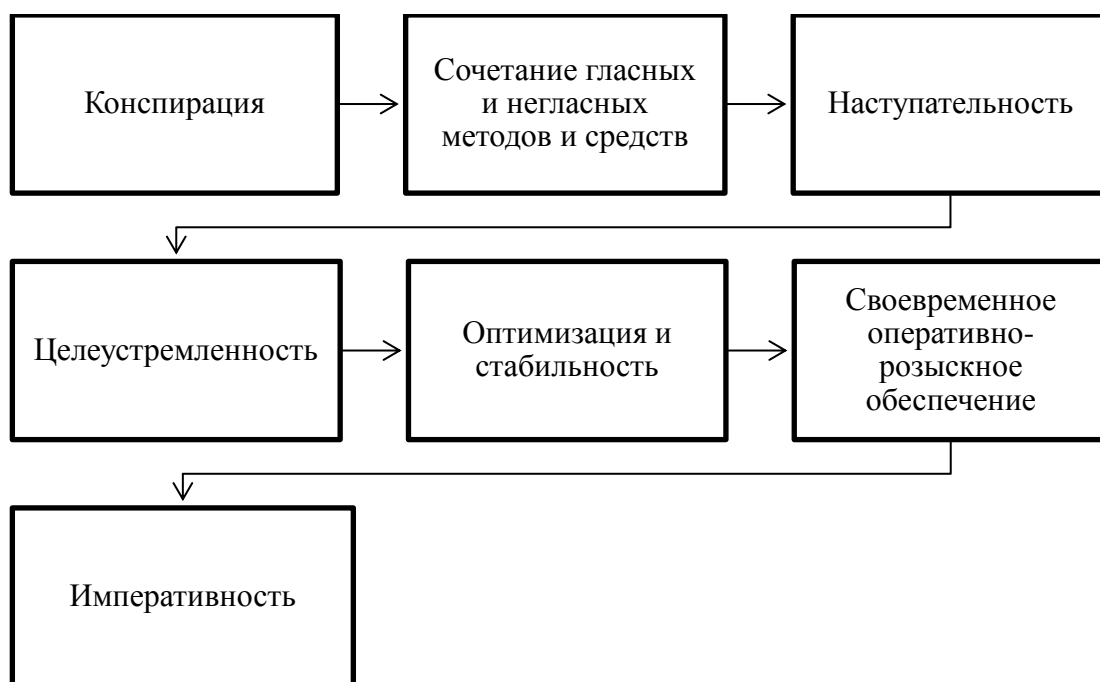 Конспирация
Сочетание гласных
и негласных
методов и средств
Наступательность
Целеустремленность
Оптимизация и
стабильность
Своевременное
оперативно-
розыскное
обеспечение
Императивность